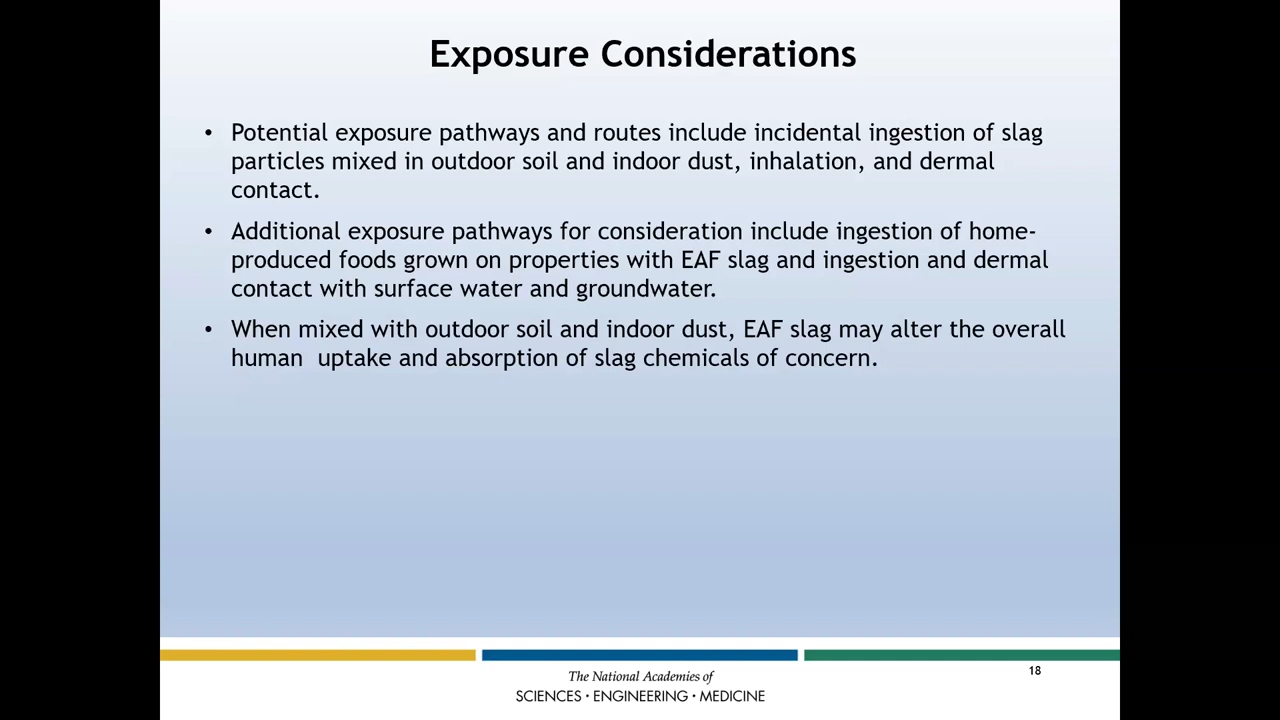 Exposure Considerations
• Potential exposure pathways and routes include incidental ingestion of slag
particles mixed in outdoor soil and indoor dust, inhalation, and dermal
contact.
• Additional exposure pathways for consideration include ingestion of home-
produced foods grown on properties with EAF slag and ingestion and dermal
contact with surface water and groundwater.
• When mixed with outdoor soil and indoor dust, EAF slag may alter the overall
human  uptake and absorption of slag chemicals of concern.
The National Academies of
SCIENCES · ENGINEERING · MEDICINE
18